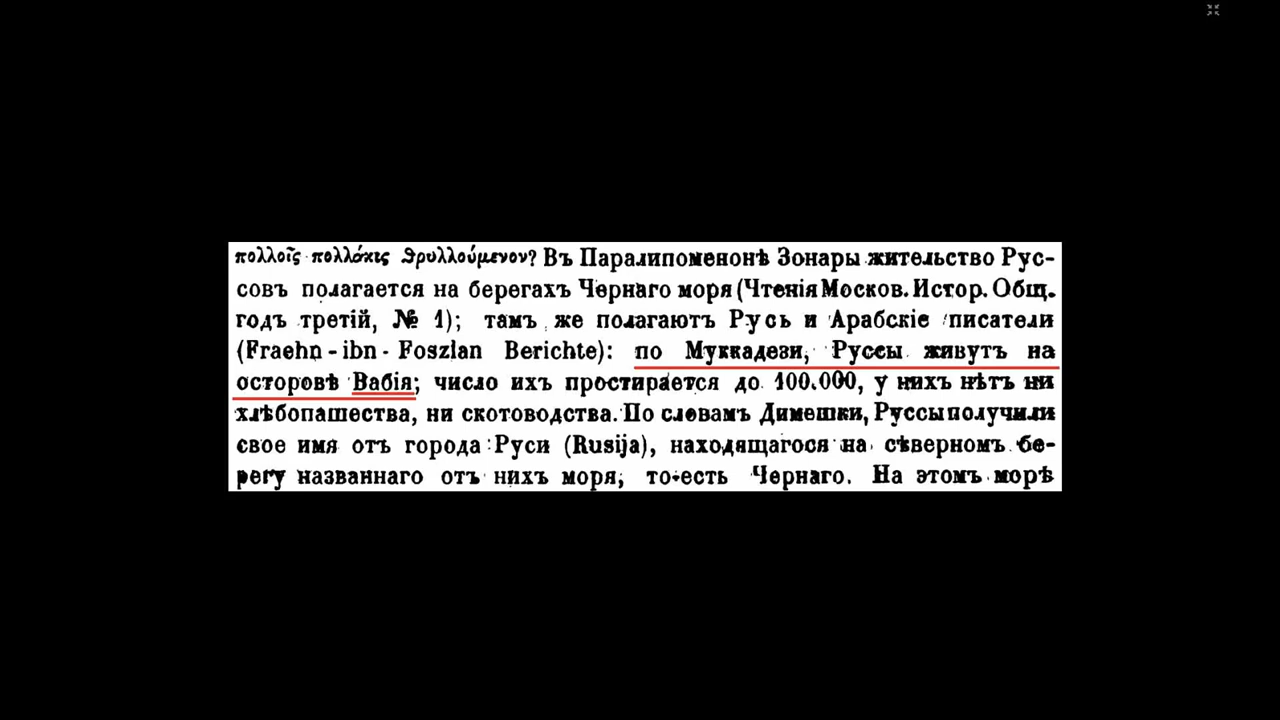 πολλοῖς πολλάκις ϑρυλλούμενον? Въ Паралипоменонѣ Зонары жительство Рус-
совъ полагается на берегахъ Чернаго моря (Чтенія Москов. Истор. Общ.
годъ третій, № 1); тамъ же полагаютъ Русь и Арабскіе писатели
(Fraehn - ibn - Foszlan Berichte): по Муккадези, Руссы живутъ на
осторовѣ Вабія; число ихъ простирается до 100.000, у нихъ нѣтъ ни
хлѣбопашества, ни скотоводства. По словамъ Димешки, Руссы получили
свое имя отъ города Руси (Rusija), находящагося на сѣверномъ бе-
регу названнаго отъ нихъ моря, то-есть Чернаго. На этомъ морѣ